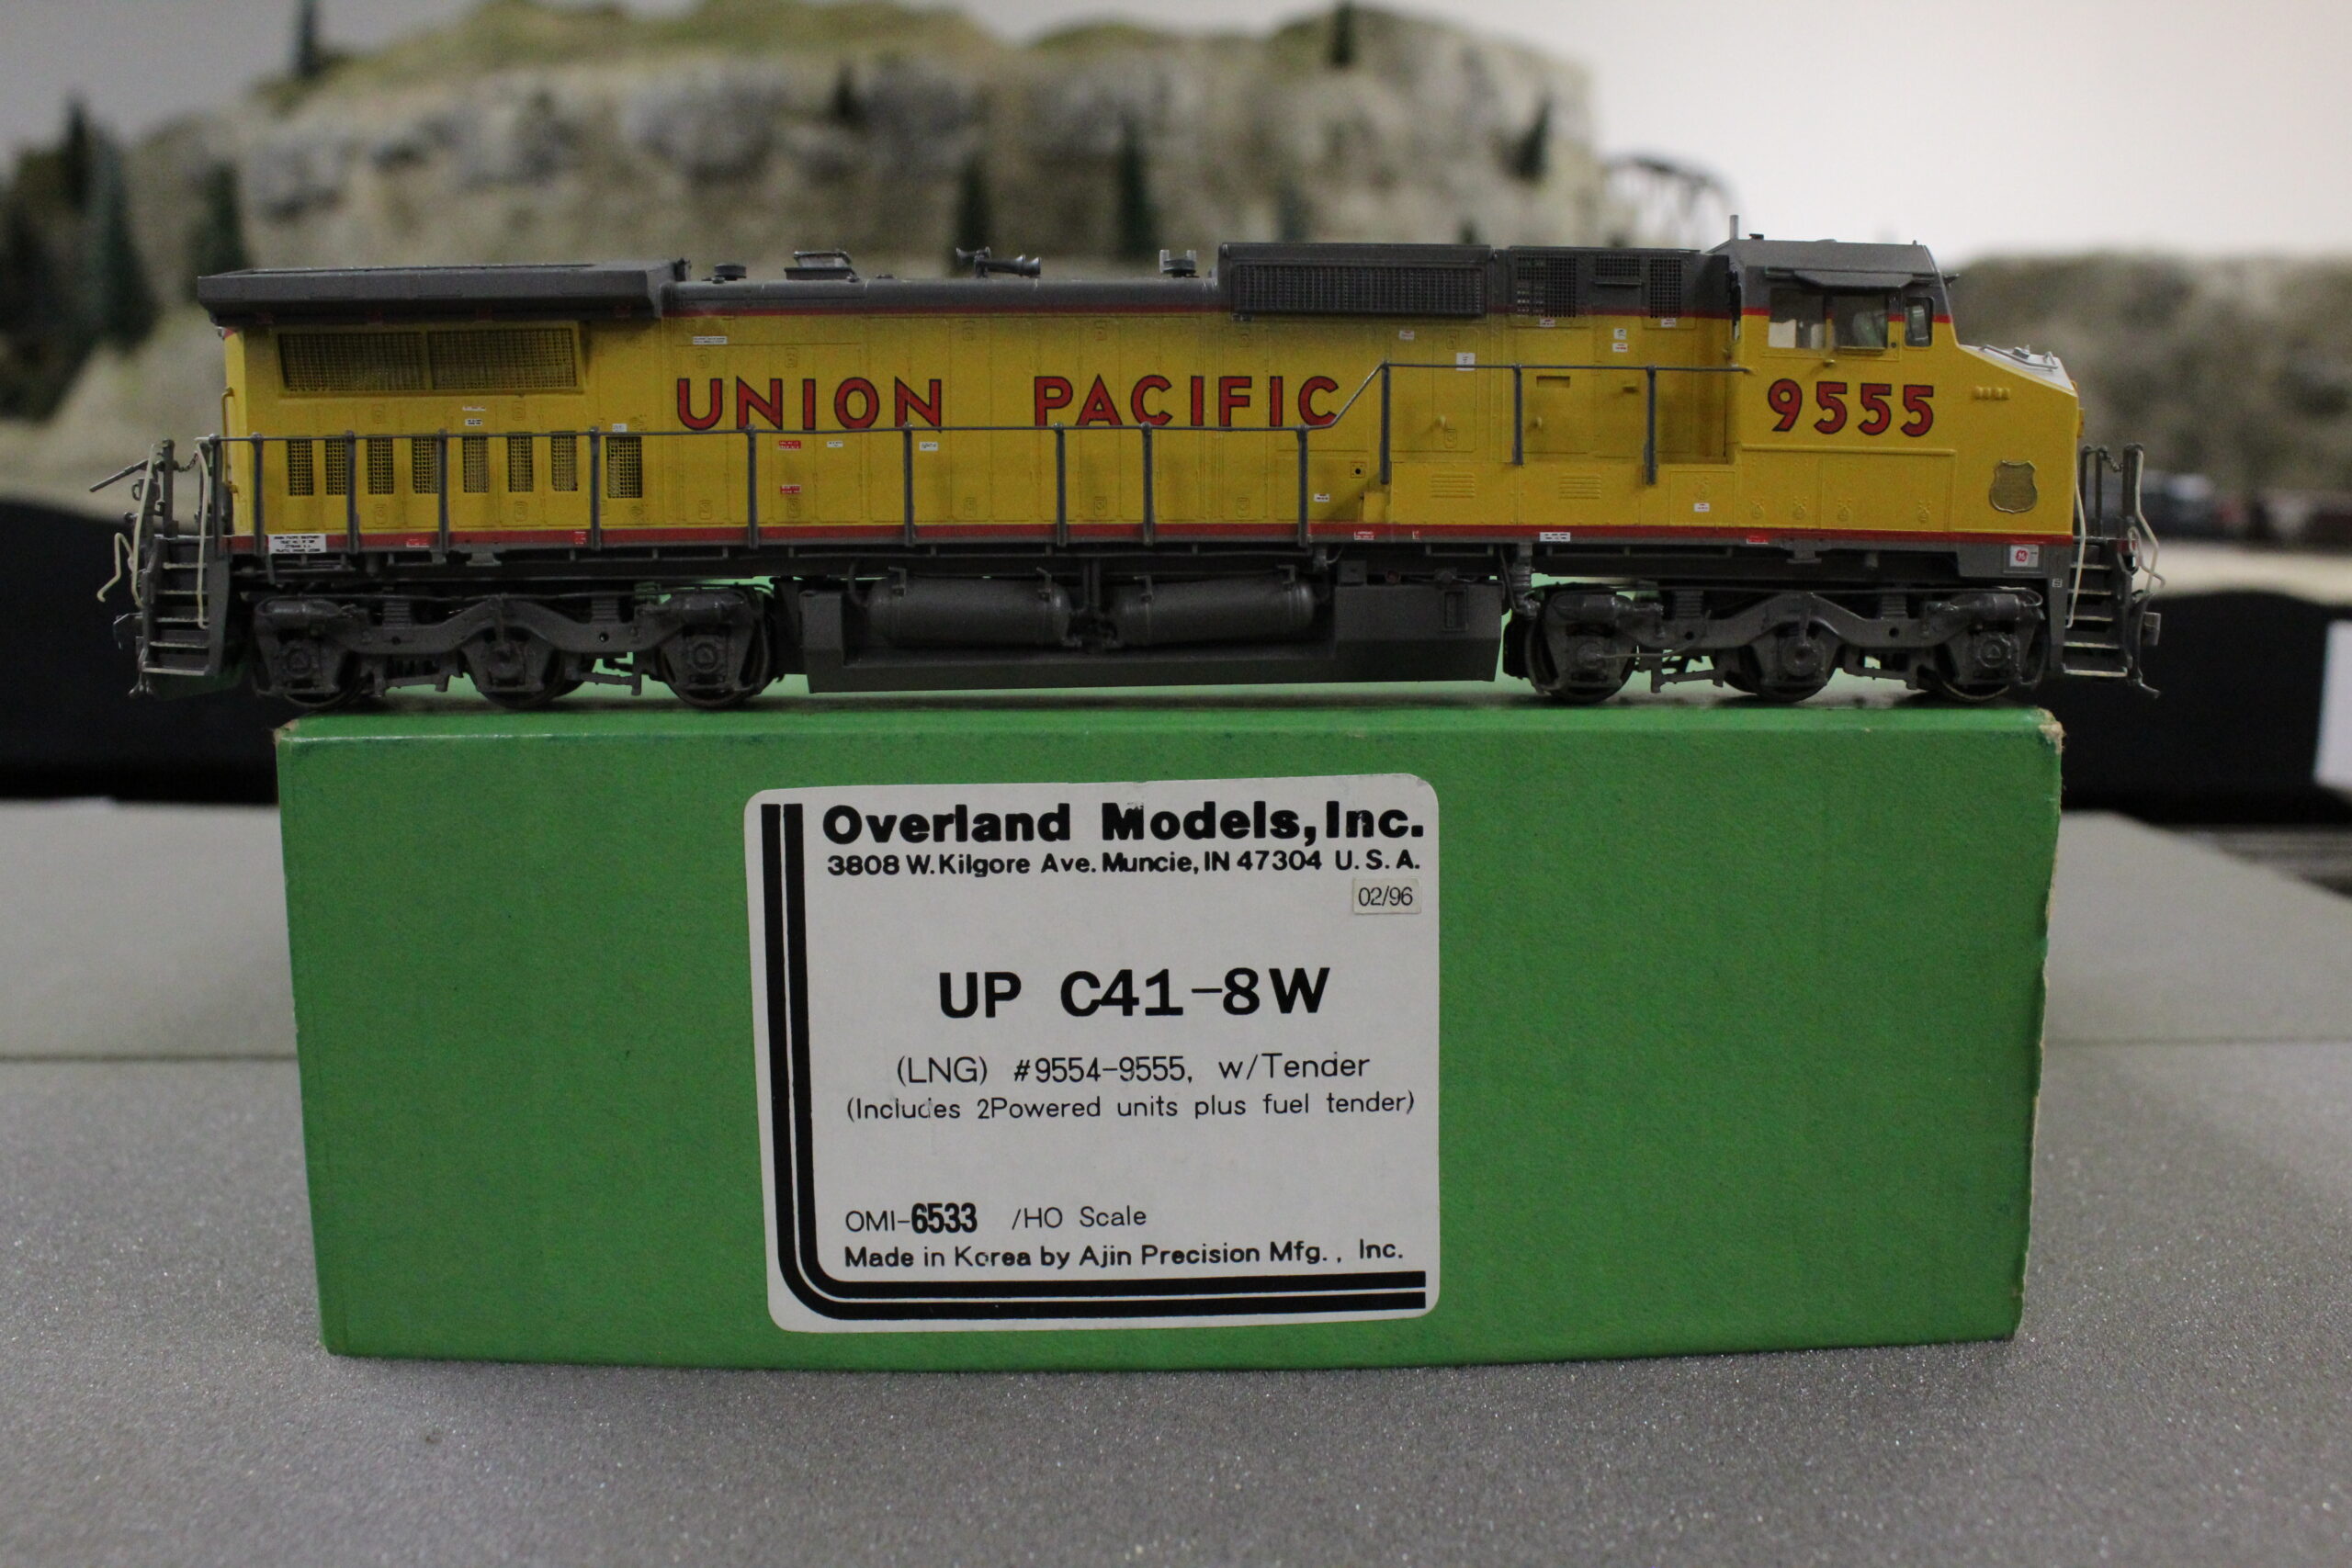 UNION PACIFIC
9555
Overland Models, Inc.
3808 W. Kilgore Ave. Muncie, IN 47304 U. S. A.
02/96
UP C41-8W
(LNG) #9554-9555, w/Tender
(Includes 2Powered units plus fuel tender)
OMI-6533 /HO Scale
Made in Korea by Ajin Precision Mfg., Inc.